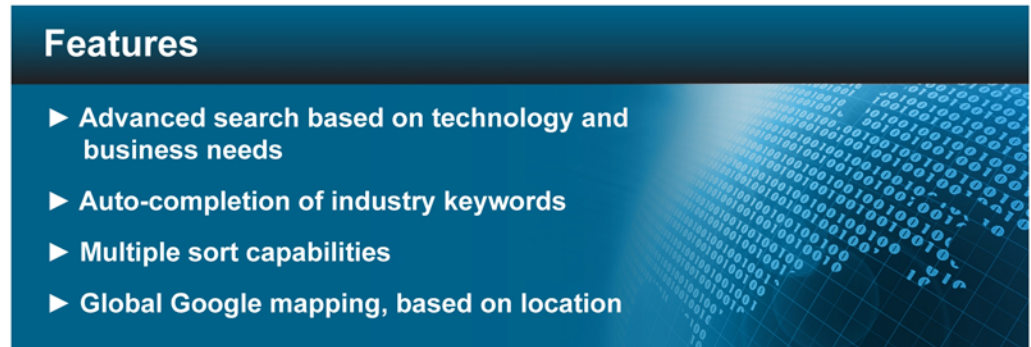 Features
► Advanced search based on technology and
business needs
► Auto-completion of industry keywords
► Multiple sort capabilities
► Global Google mapping, based on location